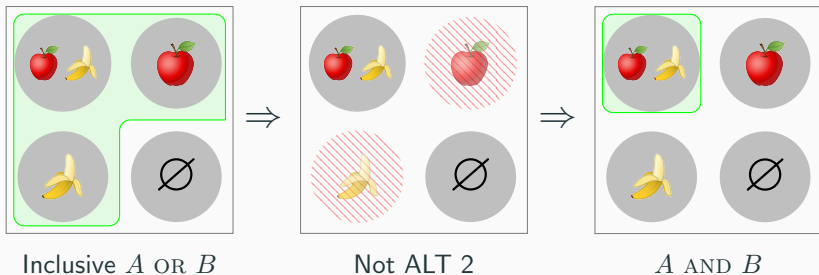 ∅ ⇒ ∅ ⇒ ∅
Inclusive A OR B
Not ALT 2
A AND B